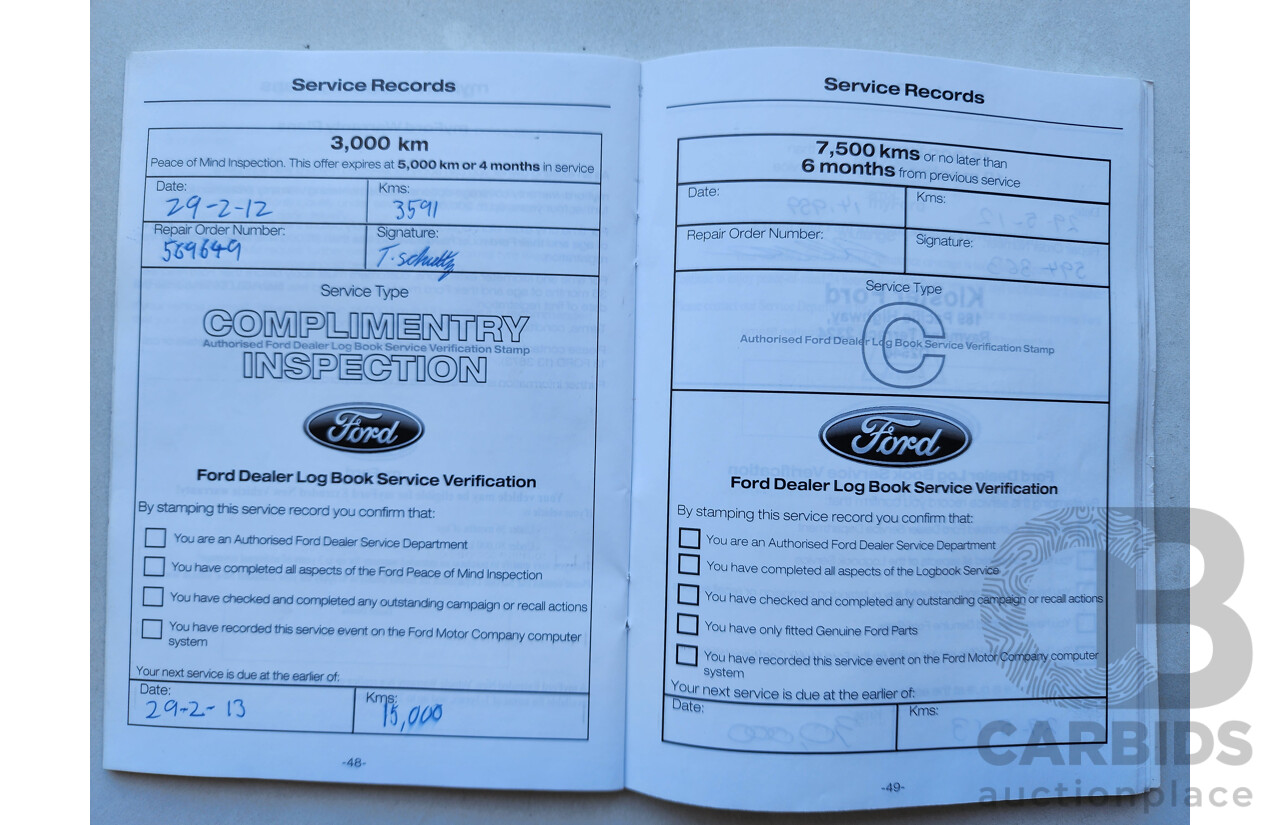 Service Records
3,000 km
Peace of Mind Inspection. This offer expires at 5,000 km or 4 months in service
Date:
29-2-12
Kms:
3591
Repair Order Number:
569649
Signature:
T. Schultz
Service Type
COMPLIMENTRY
Authorised Ford Dealer Log Book Service Verification Stamp
INSPECTION
Ford
Ford Dealer Log Book Service Verification
By stamping this service record you confirm that:
You are an Authorised Ford Dealer Service Department
You have completed all aspects of the Ford Peace of Mind Inspection
You have checked and completed any outstanding campaign or recall actions
You have recorded this service event on the Ford Motor Company computer
system
Your next service is due at the earlier of:
Date:
29-2-13
Kms:
15,000
-48-
Service Records
7,500 kms or no later than
6 months from previous service
Date:
Kms:
Repair Order Number:
Signature:
Service Type
C
Authorised Ford Dealer Log Book Service Verification Stamp
Ford
Ford Dealer Log Book Service Verification
By stamping this service record you confirm that:
You are an Authorised Ford Dealer Service Department
You have completed all aspects of the Logbook Service
You have checked and completed any outstanding campaign or recall actions
You have only fitted Genuine Ford Parts
You have recorded this service event on the Ford Motor Company computer
system
Your next service is due at the earlier of:
Date:
Kms:
-49-
CB
CARBIDS
auctionplace